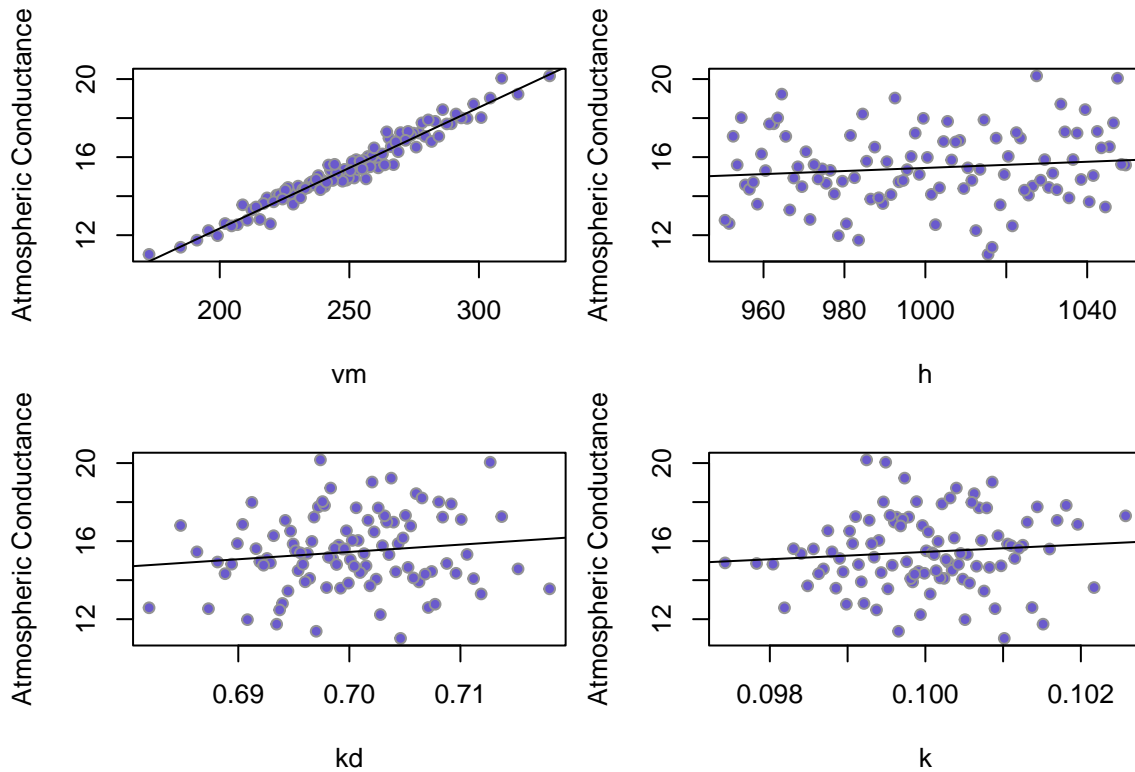 Atmospheric Conductance
20
16
12
200 250 300
vm
Atmospheric Conductance
20
16
12
960 980 1000 1040
h
Atmospheric Conductance
20
16
12
0.69 0.70 0.71
kd
Atmospheric Conductance
20
16
12
0.098 0.100 0.102
k